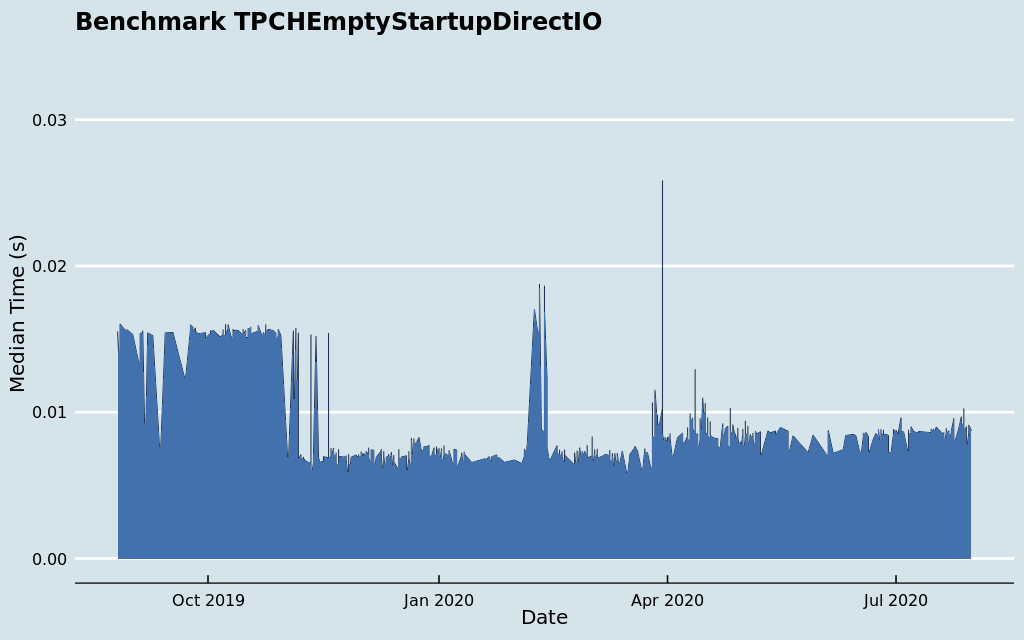 Benchmark TPCHEmptyStartupDirectIO
Median Time (s)
0.03
0.02
0.01
0.00
Oct 2019
Jan 2020
Apr 2020
Jul 2020
Date